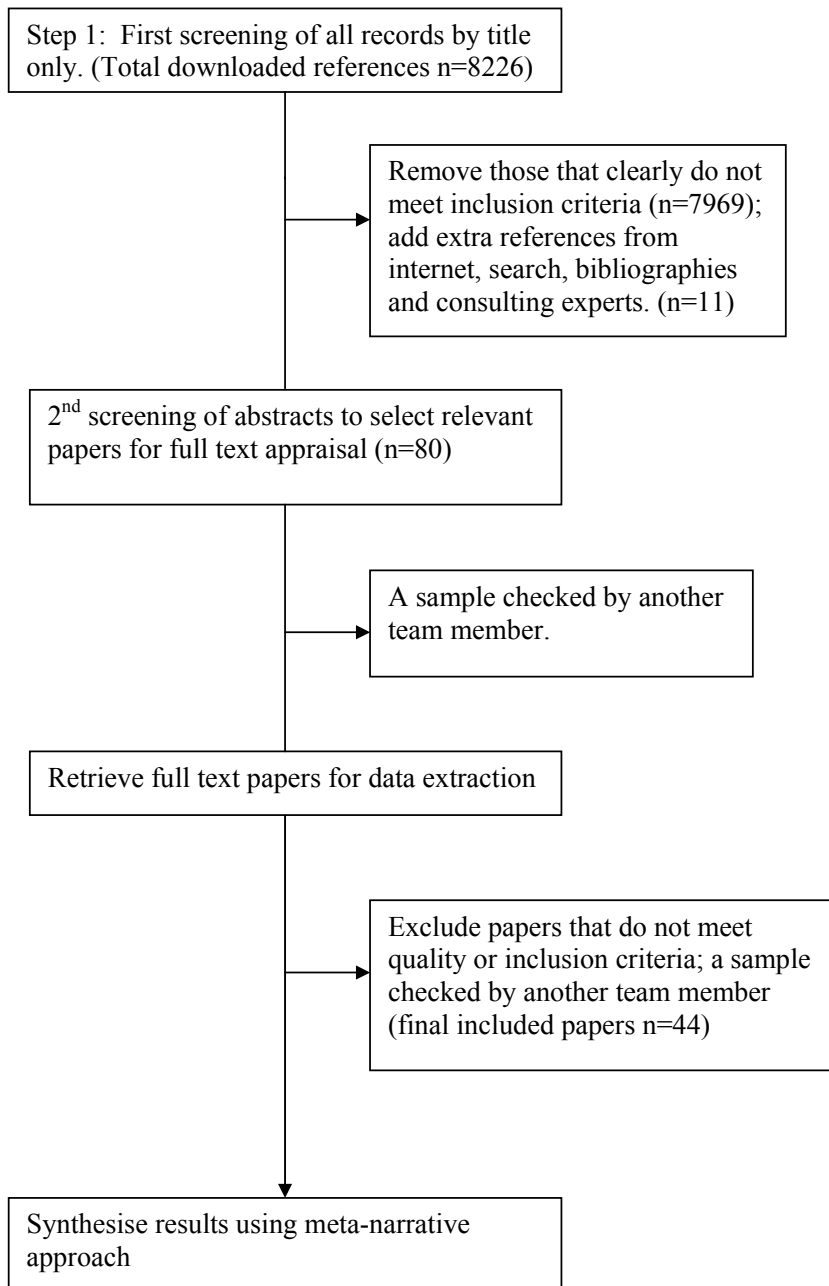 Step 1:  First screening of all records by title
only. (Total downloaded references n=8226)
Remove those that clearly do not
meet inclusion criteria (n=7969);
add extra references from
internet, search, bibliographies
and consulting experts. (n=11)
2nd screening of abstracts to select relevant
papers for full text appraisal (n=80)
A sample checked by another
team member.
Retrieve full text papers for data extraction
Exclude papers that do not meet
quality or inclusion criteria; a sample
checked by another team member
(final included papers n=44)
Synthesise results using meta-narrative
approach